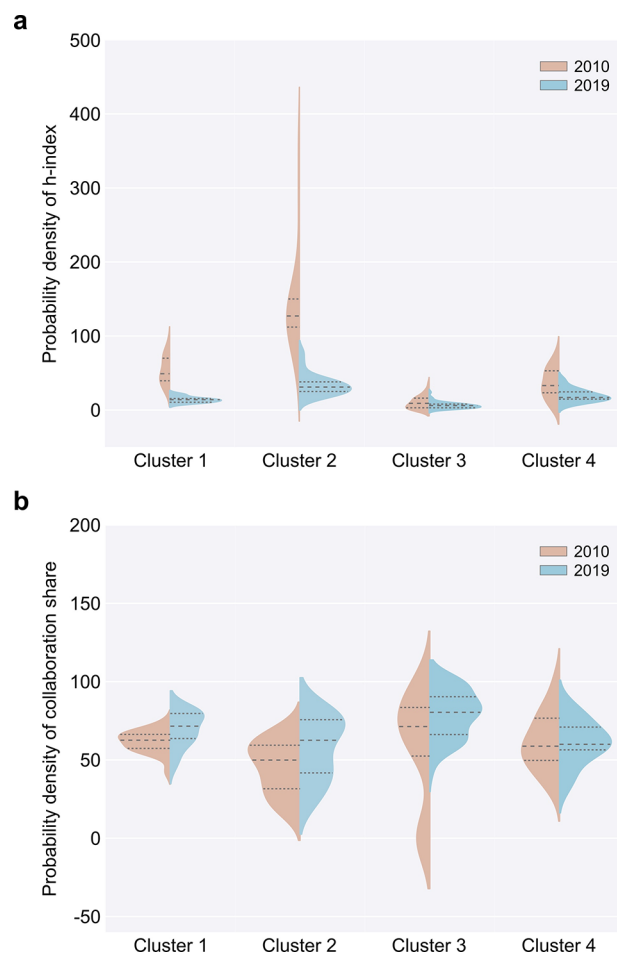 a
Probability density of h-index
500
400
300
200
100
0
2010
2019
Cluster 1 Cluster 2 Cluster 3 Cluster 4
b
Probability density of collaboration share
200
150
100
50
0
-50
2010
2019
Cluster 1 Cluster 2 Cluster 3 Cluster 4